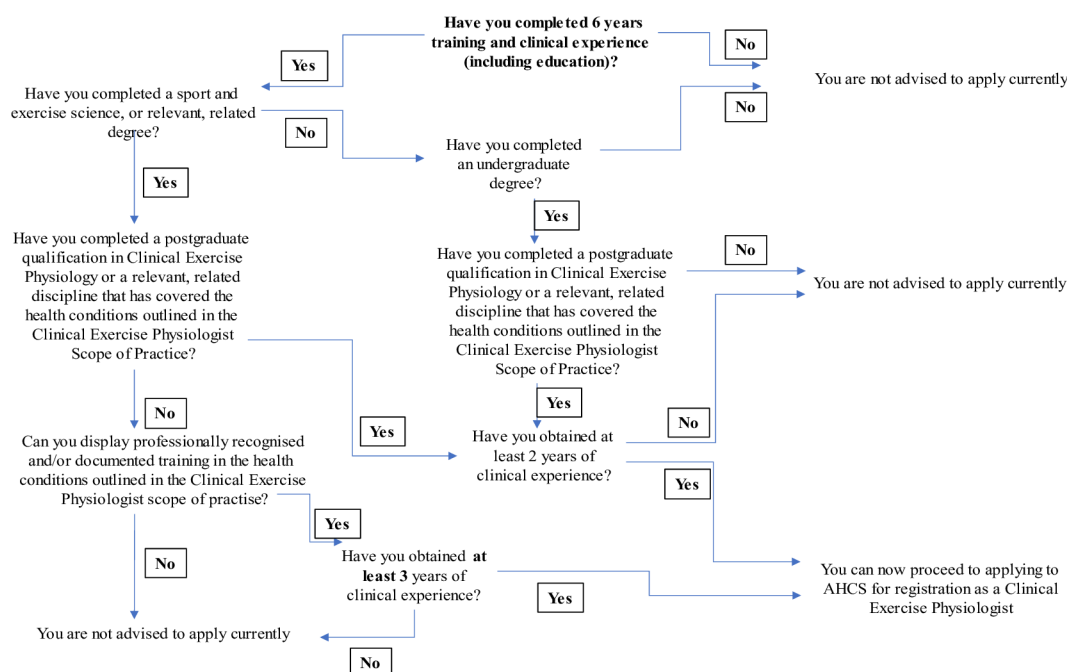 Have you completed 6 years
training and clinical experience
(including education)?
No
Yes
You are not advised to apply currently
Have you completed a sport and
exercise science, or relevant, related
degree?
No
No
Have you completed
an undergraduate
degree?
Yes
Yes
Have you completed a postgraduate
qualification in Clinical Exercise
Physiology or a relevant, related
discipline that has covered the
health conditions outlined in the
Clinical Exercise Physiologist
Scope of Practice?
Have you completed a postgraduate
qualification in Clinical Exercise
Physiology or a relevant, related
discipline that has covered the
health conditions outlined in the
Clinical Exercise Physiologist
Scope of Practice?
No
You are not advised to apply currently
No
Yes
Yes
No
Can you display professionally recognised
and/or documented training in the health
conditions outlined in the Clinical Exercise
Physiologist scope of practise?
Have you obtained at
least 2 years of
clinical experience?
Yes
Yes
No
Have you obtained at
least 3 years of
clinical experience?
Yes
You can now proceed to applying to
AHCS for registration as a Clinical
Exercise Physiologist
You are not advised to apply currently
No